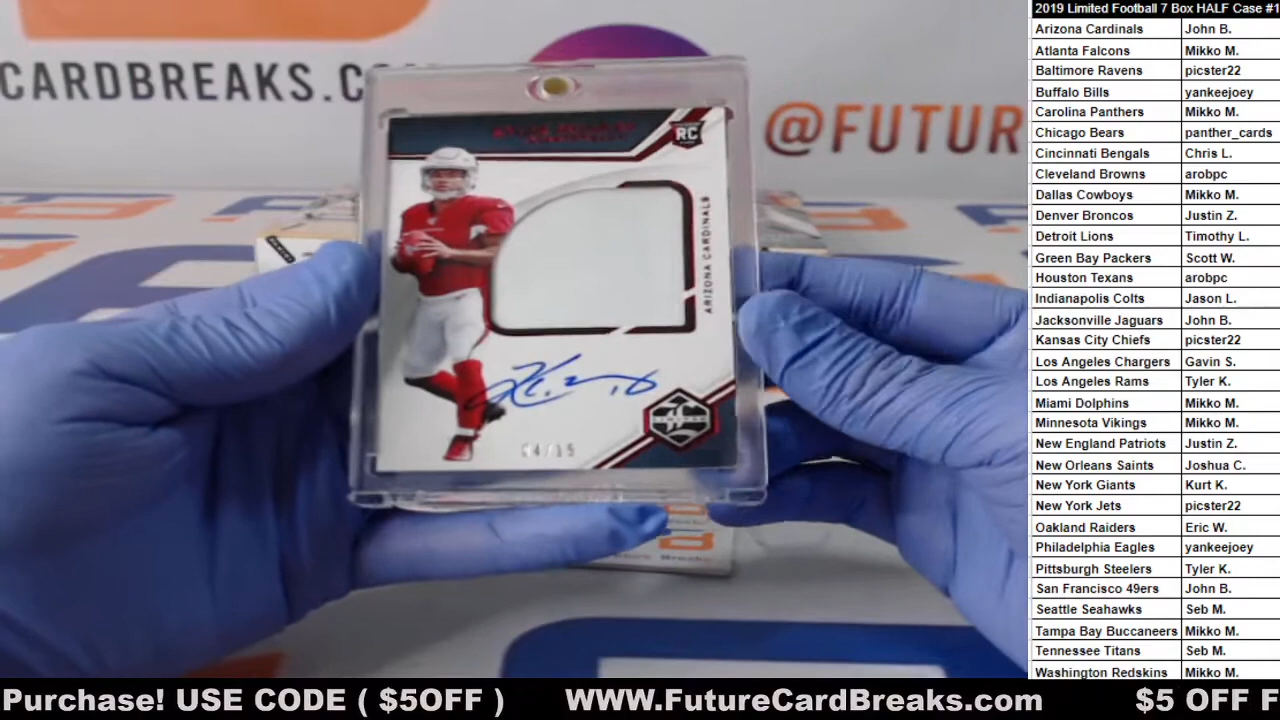 CARDBREAKS.CO
@FUTUR
RC
ARIZONA CARDINALS
LIMITED
04/15
2019 Limited Football 7 Box HALF Case #1
Arizona Cardinals John B.
Atlanta Falcons Mikko M.
Baltimore Ravens picster22
Buffalo Bills yankeejoey
Carolina Panthers Mikko M.
Chicago Bears panther_cards
Cincinnati Bengals Chris L.
Cleveland Browns arobpc
Dallas Cowboys Mikko M.
Denver Broncos Justin Z.
Detroit Lions Timothy L.
Green Bay Packers Scott W.
Houston Texans arobpc
Indianapolis Colts Jason L.
Jacksonville Jaguars John B.
Kansas City Chiefs picster22
Los Angeles Chargers Gavin S.
Los Angeles Rams Tyler K.
Miami Dolphins Mikko M.
Minnesota Vikings Mikko M.
New England Patriots Justin Z.
New Orleans Saints Joshua C.
New York Giants Kurt K.
New York Jets picster22
Oakland Raiders Eric W.
Philadelphia Eagles yankeejoey
Pittsburgh Steelers Tyler K.
San Francisco 49ers John B.
Seattle Seahawks Seb M.
Tampa Bay Buccaneers Mikko M.
Tennessee Titans Seb M.
Washington Redskins Mikko M.
Purchase! USE CODE ( $5OFF ) WWW.FutureCardBreaks.com $5 OFF F